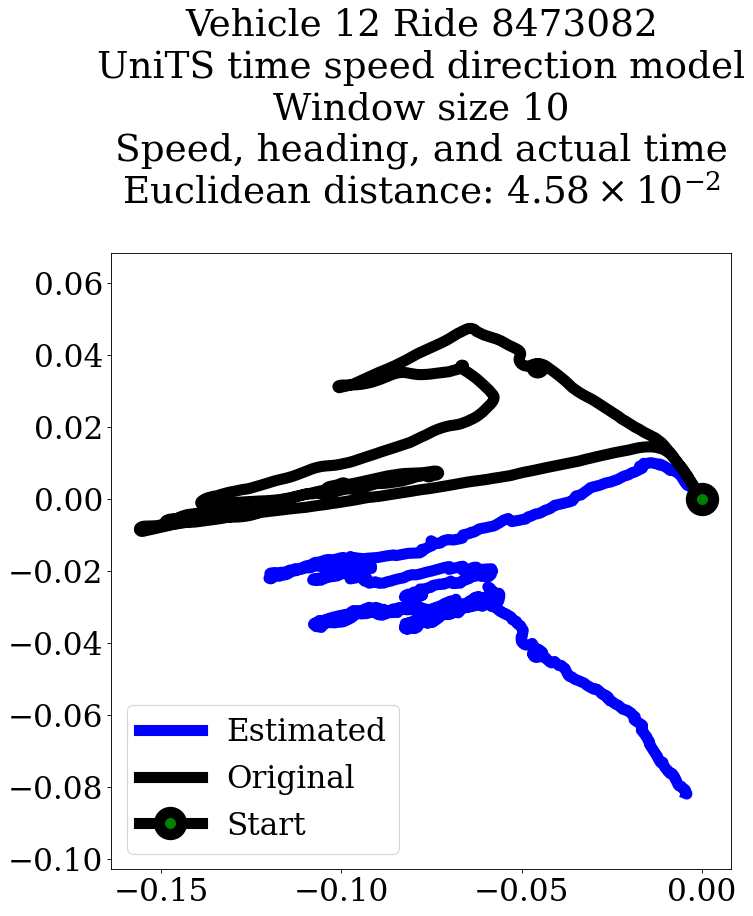 Vehicle 12 Ride 8473082
UniTS time speed direction model
Window size 10
Speed, heading, and actual time
Euclidean distance: 4.58 × 10⁻²
0.06
0.04
0.02
0.00
−0.02
−0.04
−0.06
−0.08
−0.10
Estimated
Original
Start
−0.15
−0.10
−0.05
0.00